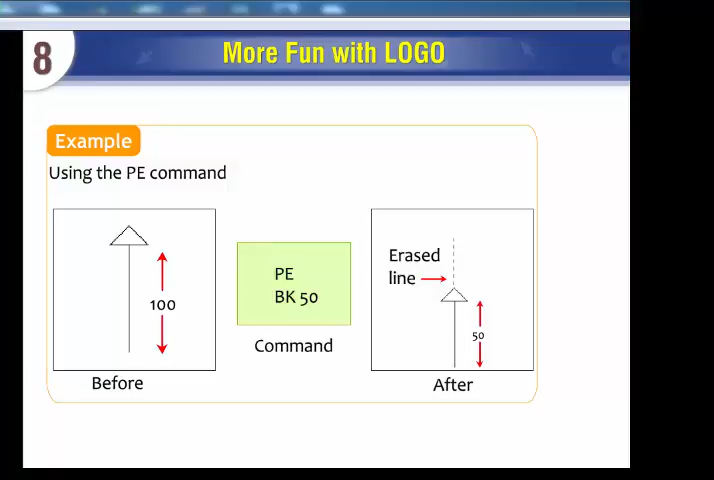 8
More Fun with LOGO
Example
Using the PE command
100
Before
PE
BK 50
Command
Erased
line
50
After